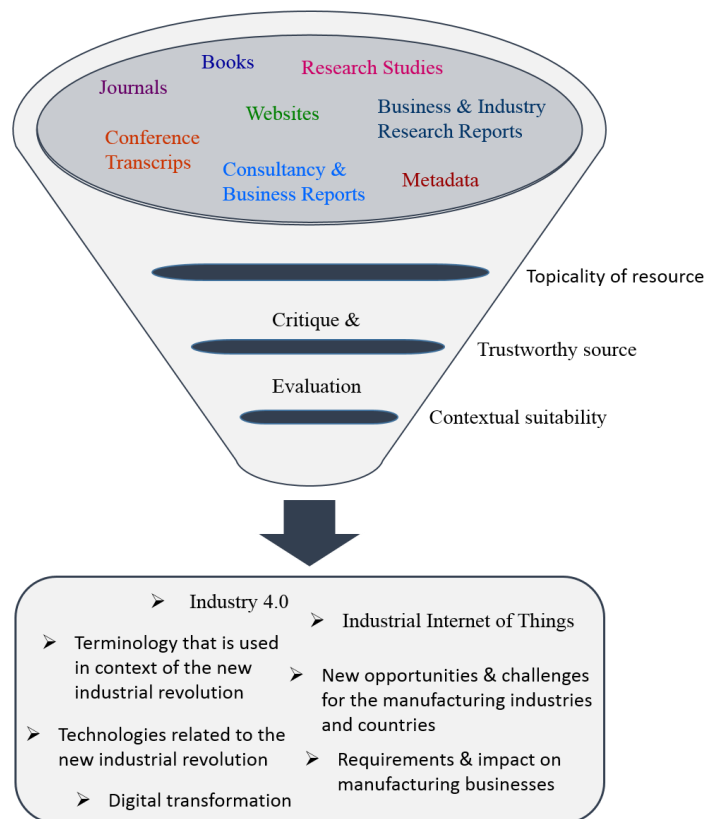 Books
Research Studies
Journals
Websites
Business & Industry
Research Reports
Conference
Transcrips
Consultancy &
Business Reports
Metadata
Topicality of resource
Critique &
Trustworthy source
Evaluation
Contextual suitability
➢ Industry 4.0
➢ Industrial Internet of Things
➢ Terminology that is used
in context of the new
industrial revolution
➢ New opportunities & challenges
for the manufacturing industries
and countries
➢ Technologies related to the
new industrial revolution
➢ Requirements & impact on
manufacturing businesses
➢ Digital transformation